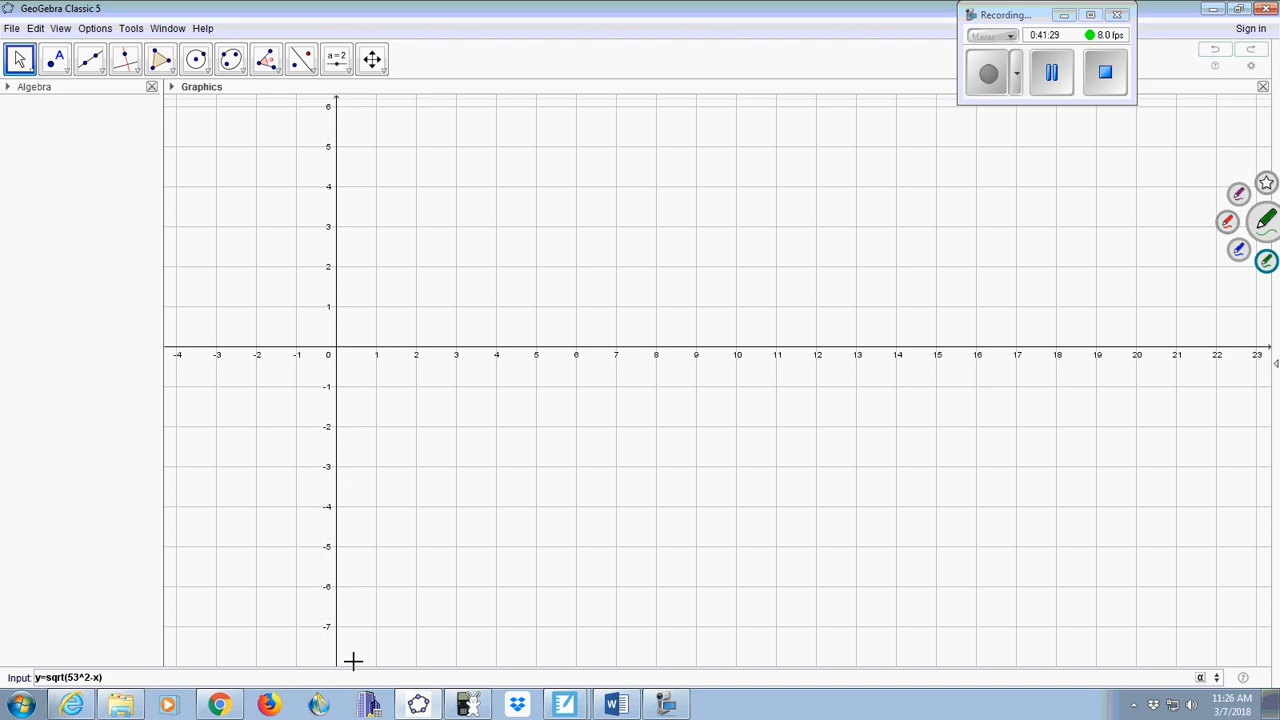 GeoGebra Classic 5
Recording...
File Edit View Options Tools Window Help
Menu 0:41:29 8.0 fps
Sign in
A a=2
Algebra Graphics
6
5
4
3
2
1
-4 -3 -2 -1 0 1 2 3 4 5 6 7 8 9 10 11 12 13 14 15 16 17 18 19 20 21 22 23
-1
-2
-3
-4
-5
-6
-7
Input: y=sqrt(53^2-x) α
11:26 AM
3/7/2018